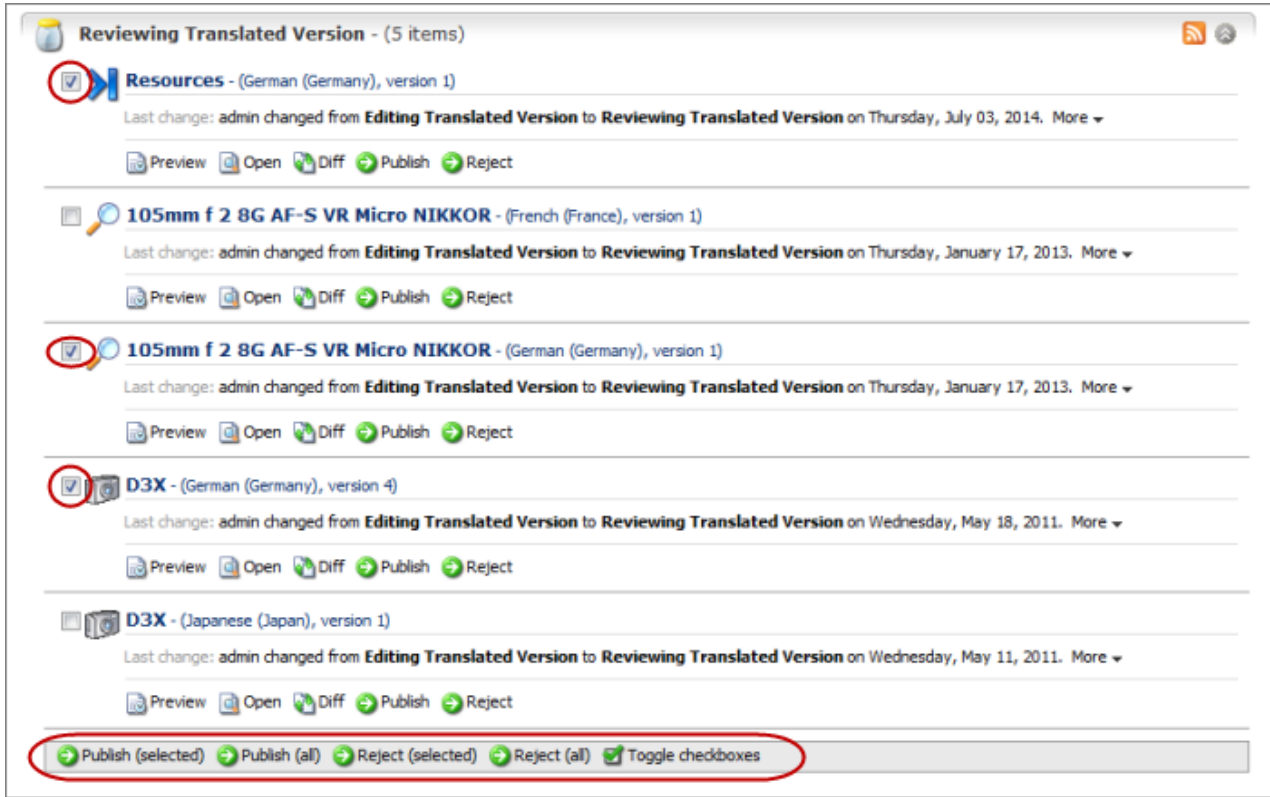 Reviewing Translated Version - (5 items)
Resources - (German (Germany), version 1)
Last change: admin changed from Editing Translated Version to Reviewing Translated Version on Thursday, July 03, 2014. More
Preview Open Diff Publish Reject
105mm f 2 8G AF-S VR Micro NIKKOR - (French (France), version 1)
Last change: admin changed from Editing Translated Version to Reviewing Translated Version on Thursday, January 17, 2013. More
Preview Open Diff Publish Reject
105mm f 2 8G AF-S VR Micro NIKKOR - (German (Germany), version 1)
Last change: admin changed from Editing Translated Version to Reviewing Translated Version on Thursday, January 17, 2013. More
Preview Open Diff Publish Reject
D3X - (German (Germany), version 4)
Last change: admin changed from Editing Translated Version to Reviewing Translated Version on Wednesday, May 18, 2011. More
Preview Open Diff Publish Reject
D3X - (Japanese (Japan), version 1)
Last change: admin changed from Editing Translated Version to Reviewing Translated Version on Wednesday, May 11, 2011. More
Preview Open Diff Publish Reject
Publish (selected) Publish (all) Reject (selected) Reject (all) Toggle checkboxes